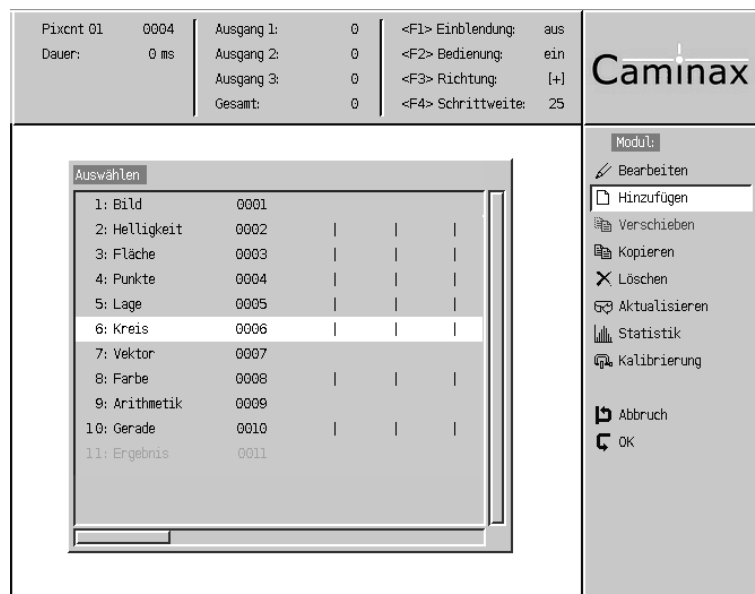 Pixcnt 01 0004
Dauer: 0 ms
Ausgang 1: 0
Ausgang 2: 0
Ausgang 3: 0
Gesamt: 0
<F1> Einblendung: aus
<F2> Bedienung: ein
<F3> Richtung: [+]
<F4> Schrittweite: 25
Caminax
Auswählen
1: Bild 0001
2: Helligkeit 0002 | | |
3: Fläche 0003 | | |
4: Punkte 0004 | | |
5: Lage 0005 | | |
6: Kreis 0006 | | |
7: Vektor 0007
8: Farbe 0008 | | |
9: Arithmetik 0009
10: Gerade 0010 | | |
11: Ergebnis 0011
Modul:
Bearbeiten
Hinzufügen
Verschieben
Kopieren
Löschen
Aktualisieren
Statistik
Kalibrierung
Abbruch
OK